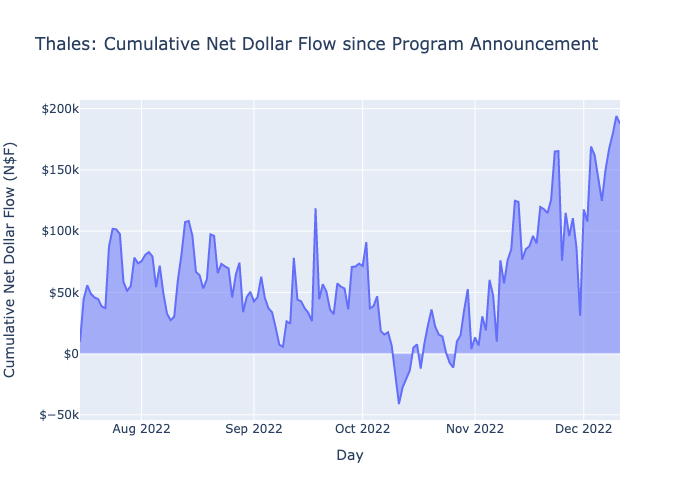 Thales: Cumulative Net Dollar Flow since Program Announcement
Cumulative Net Dollar Flow (N$F)
$200k
$150k
$100k
$50k
$0
$−50k
Aug 2022 Sep 2022 Oct 2022 Nov 2022 Dec 2022
Day